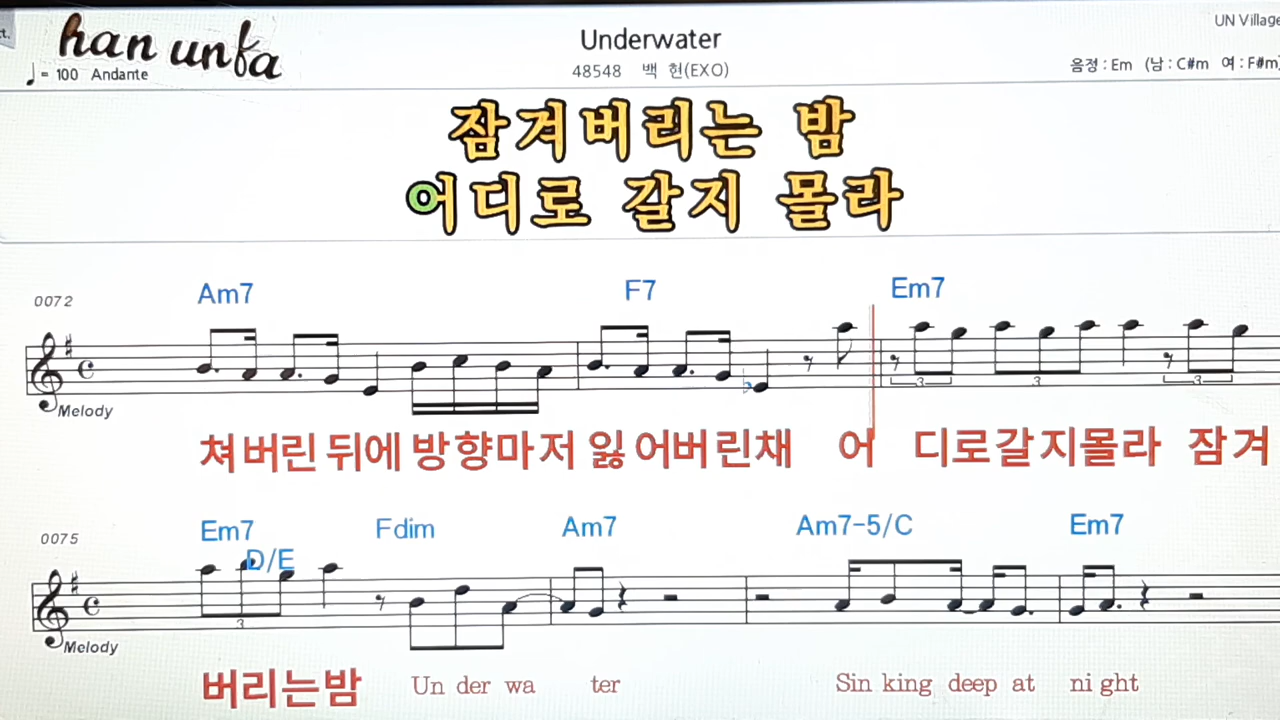 han unfa
Underwater
UN Village
♩= 100 Andante
48548 백 헌(EXO)
음정 : Em (남 : C#m 여 : F#m)
잠겨버리는 밤
어디로 갈지 몰라
0072 Am7 F7 Em7
3 3 3
Melody
쳐버린 뒤에 방향마저 잃어버린채 어 디로갈지몰라 잠겨
0075 Em7 D/E Fdim Am7 Am7-5/C Em7
3
Melody
버리는밤 Un der wa ter Sin king deep at ni ght